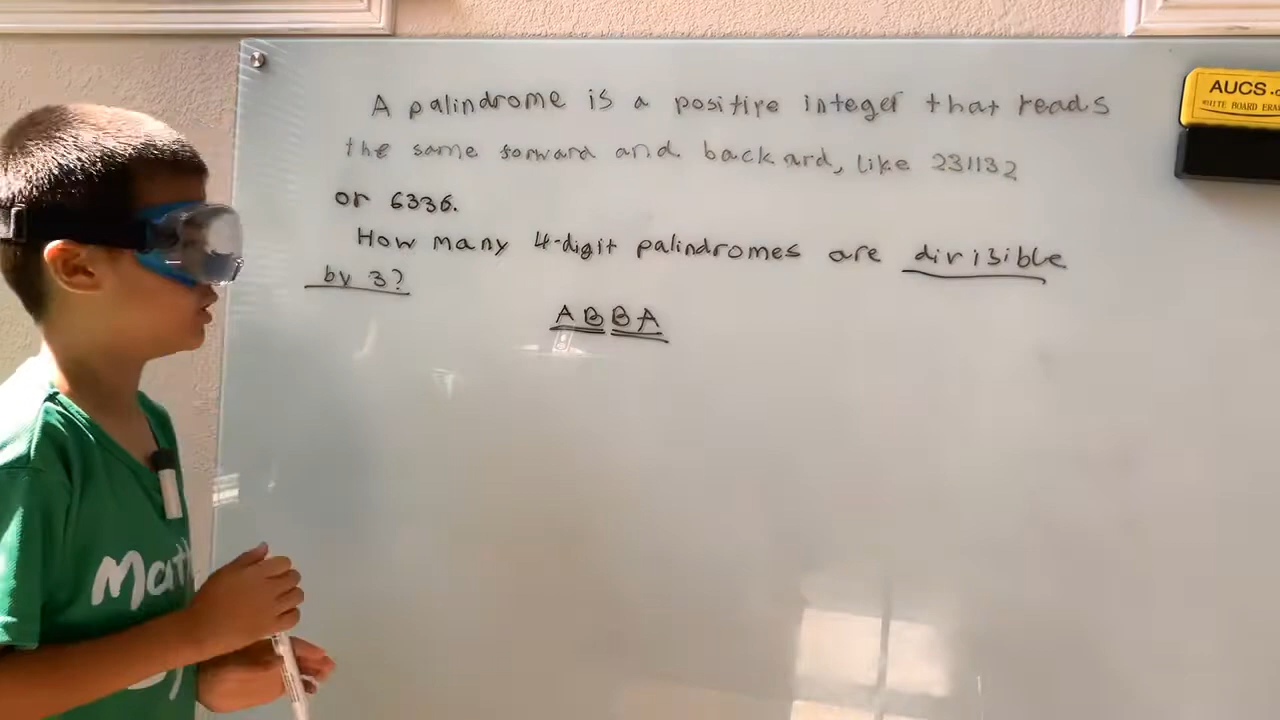 A palindrome is a positive integer that reads
the same forward and backward, like 231132
or 6336.
How many 4-digit palindromes are divisible
by 3?
ABBA
AUCS
WHITE BOARD
Math